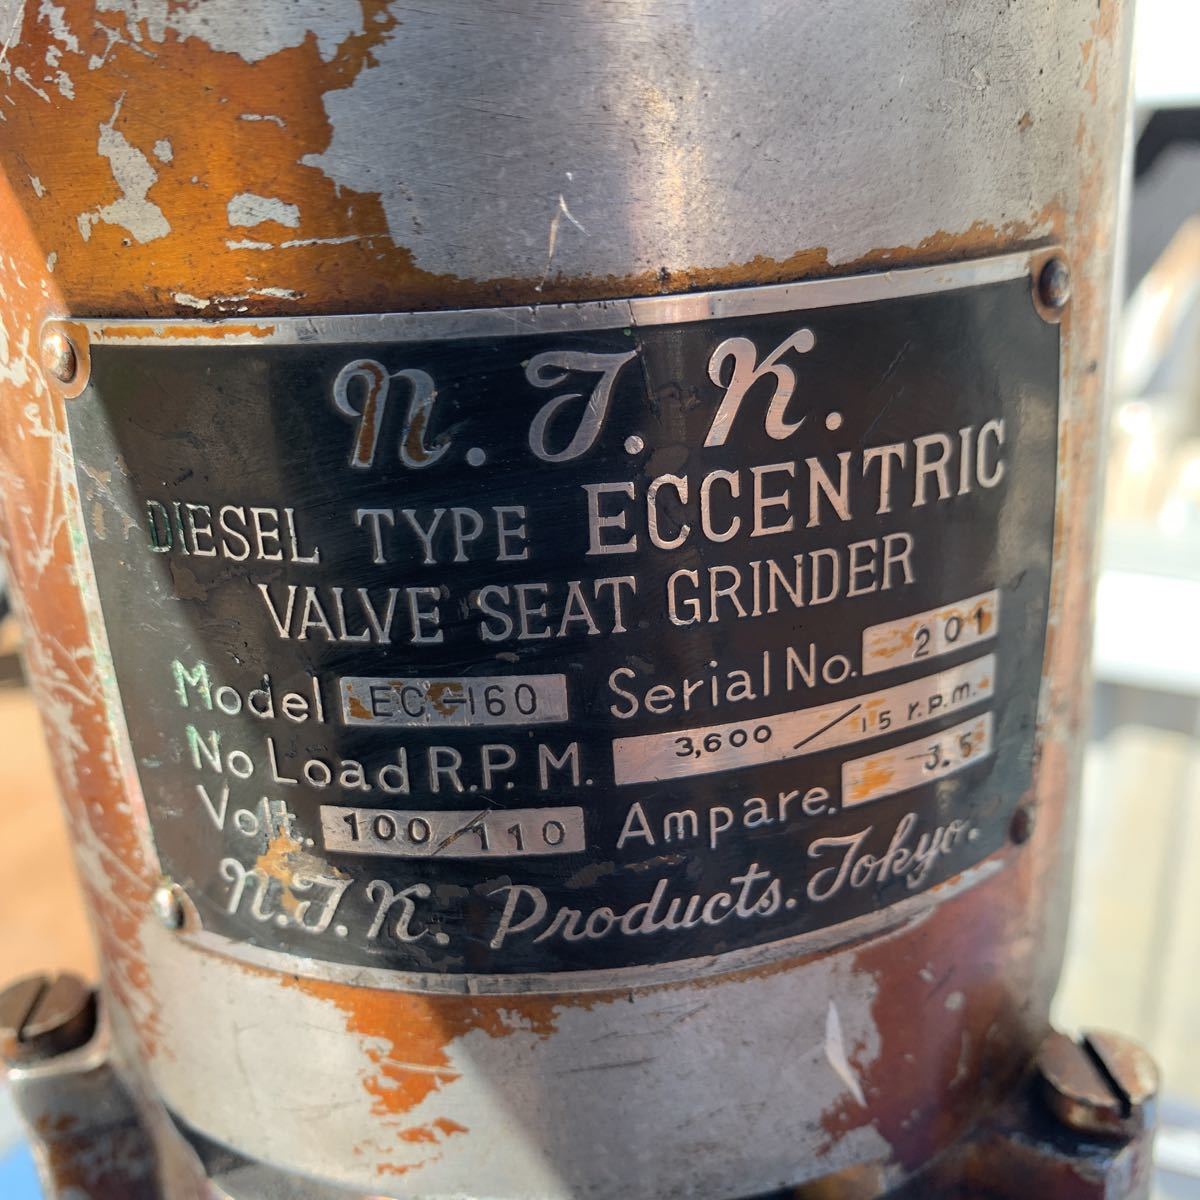 N. J. K.
DIESEL TYPE ECCENTRIC
VALVE SEAT GRINDER
Model EC-160 Serial No. 201
No Load R.P.M. 3,600 / 15 r.p.m.
Volt. 100/110 Ampare. 3.5
N.J.K. Products. Tokyo.